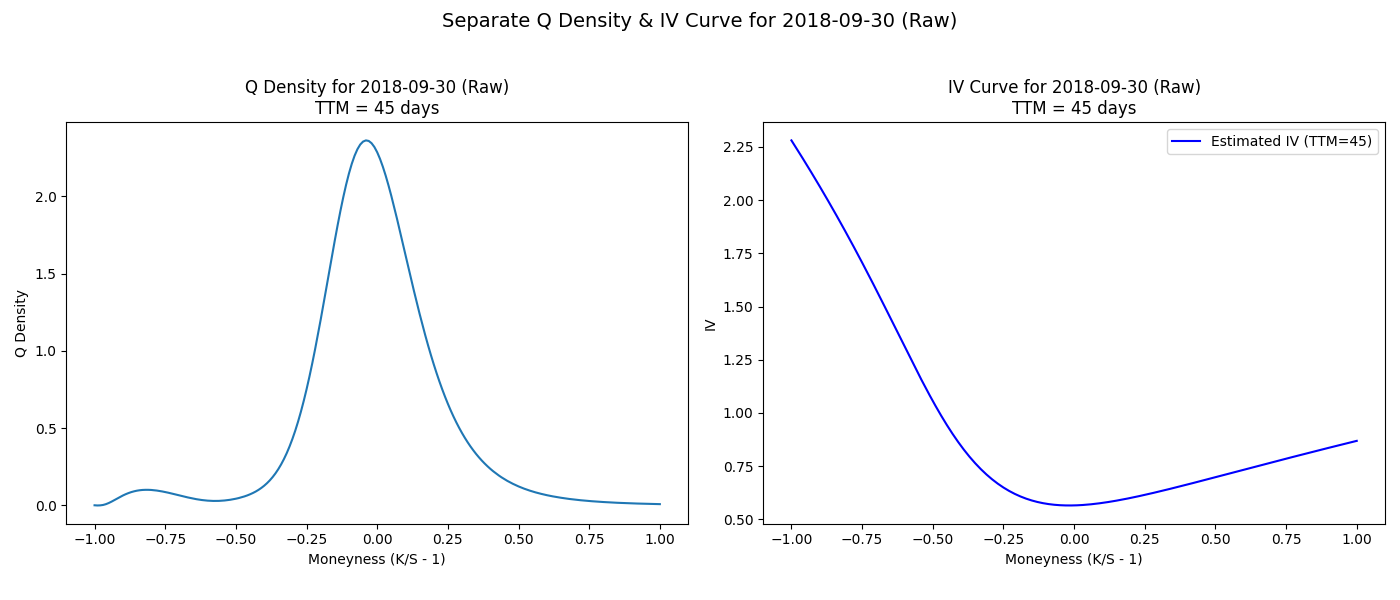 Separate Q Density & IV Curve for 2018-09-30 (Raw)
Q Density for 2018-09-30 (Raw)
TTM = 45 days
Q Density
2.0
1.5
1.0
0.5
0.0
−1.00 −0.75 −0.50 −0.25 0.00 0.25 0.50 0.75 1.00
Moneyness (K/S - 1)
IV Curve for 2018-09-30 (Raw)
TTM = 45 days
Estimated IV (TTM=45)
IV
2.25
2.00
1.75
1.50
1.25
1.00
0.75
0.50
−1.00 −0.75 −0.50 −0.25 0.00 0.25 0.50 0.75 1.00
Moneyness (K/S - 1)